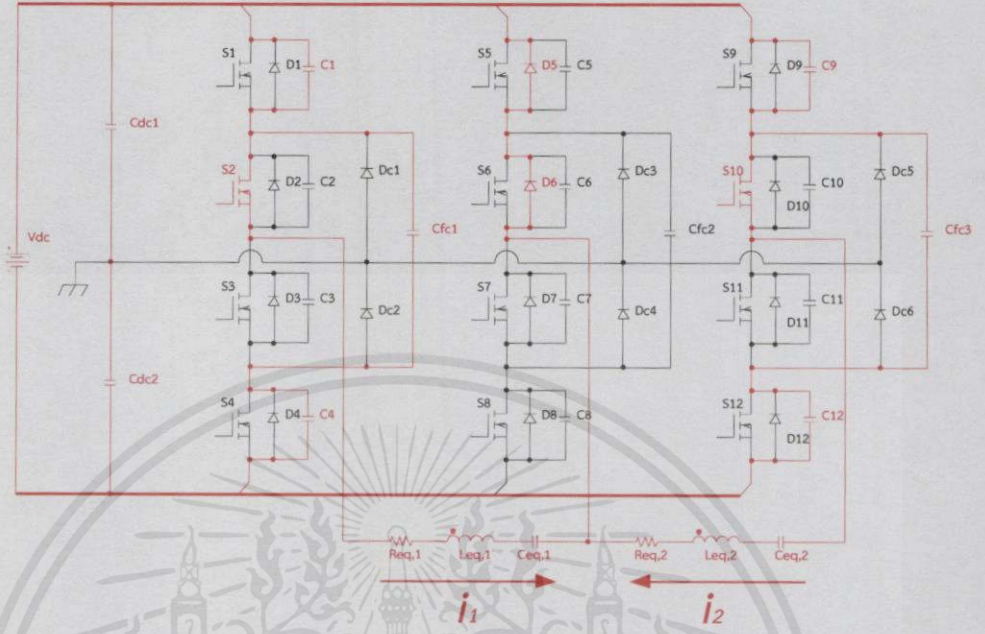 S1 D1 C1 S5 D5 C5 S9 D9 C9
Cdc1
S2 D2 C2 Dc1 S6 D6 C6 Dc3 S10 D10 C10 Dc5
Vdc Cfc1 Cfc2 Cfc3
S3 D3 C3 Dc2 S7 D7 C7 Dc4 S11 D11 C11 Dc6
Cdc2
S4 D4 C4 S8 D8 C8 S12 D12 C12
Req,1 Leq,1 Ceq,1 Req,2 Leq,2 Ceq,2
i1 i2